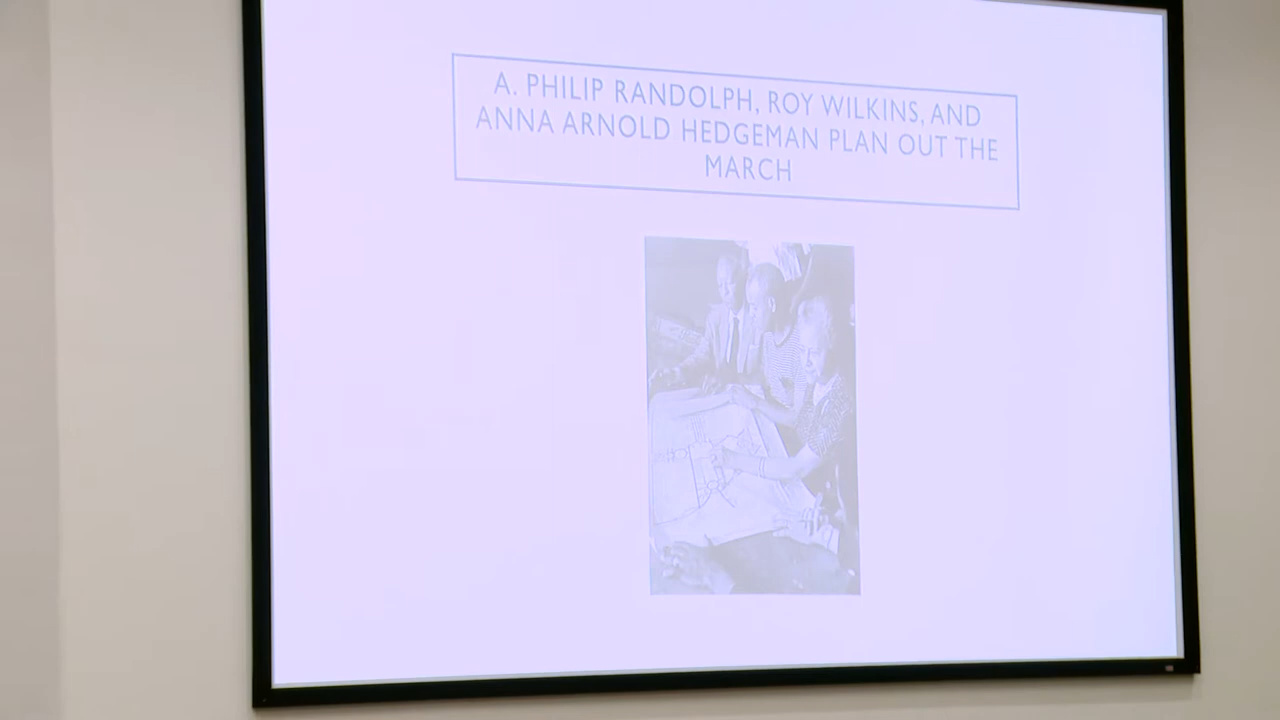 A. PHILIP RANDOLPH, ROY WILKINS, AND
ANNA ARNOLD HEDGEMAN PLAN OUT THE
MARCH